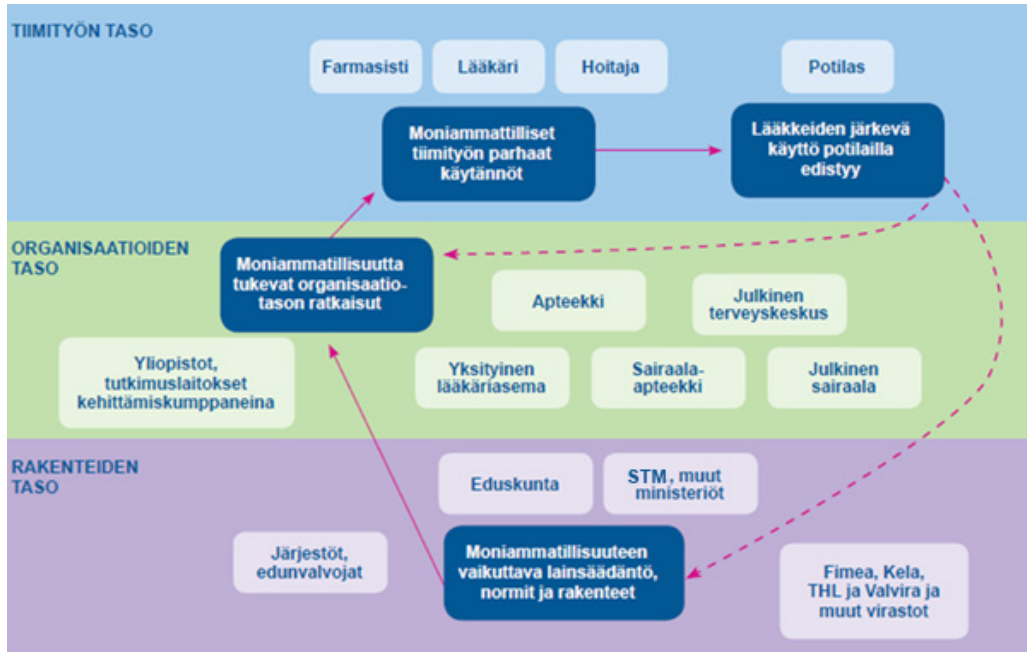 TIIMITYÖN TASO
Farmasisti
Lääkäri
Hoitaja
Potilas
Moniammattilliset
tiimityön parhaat
käytännöt
Lääkkeiden järkevä
käyttö potilailla
edistyy
ORGANISAATIOIDEN
TASO
Moniammatillisuutta
tukevat organisaatio-
tason ratkaisut
Apteekki
Julkinen
terveyskeskus
Yliopistot,
tutkimuslaitokset
kehittämiskumppaneina
Yksityinen
lääkäriasema
Sairaala-
apteekki
Julkinen
sairaala
RAKENTEIDEN
TASO
Eduskunta
STM, muut
ministeriöt
Järjestöt,
edunvalvojat
Moniammatillisuuteen
vaikuttava lainsäädäntö,
normit ja rakenteet
Fimea, Kela,
THL ja Valvira ja
muut virastot